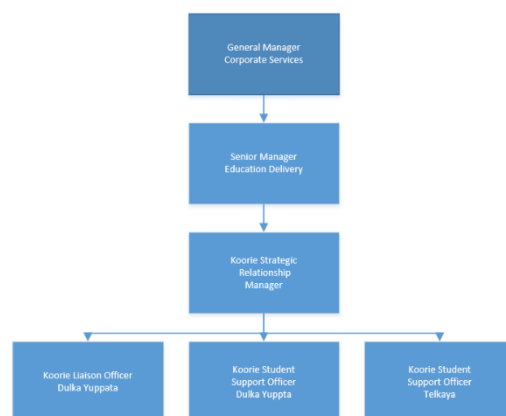 General Manager
Corporate Services
Senior Manager
Education Delivery
Koorie Strategic
Relationship
Manager
Koorie Liaison Officer
Dulka Yuppata
Koorie Student
Support Officer
Dulka Yuppta
Koorie Student
Support Officer
Telkaya